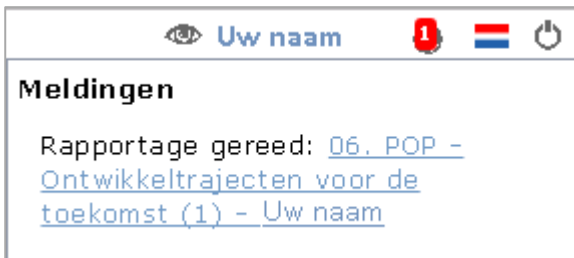 Uw naam
1
Meldingen
Rapportage gereed: 06. POP -
Ontwikkeltrajecten voor de
toekomst (1) - Uw naam